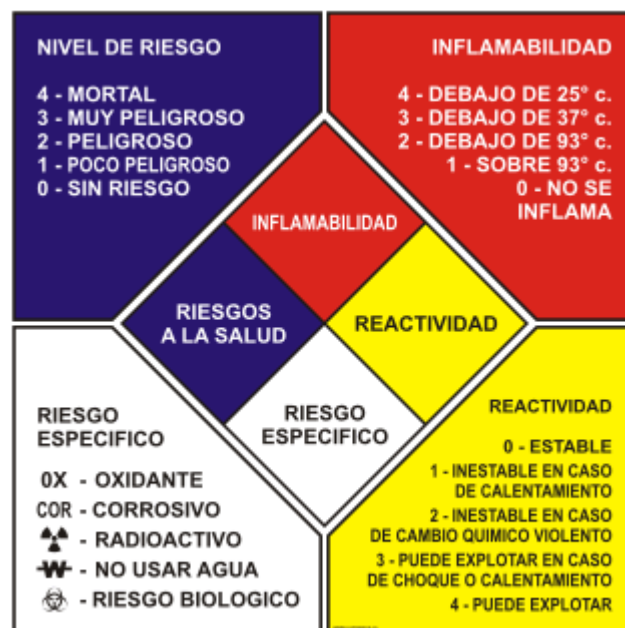 NIVEL DE RIESGO
4 - MORTAL
3 - MUY PELIGROSO
2 - PELIGROSO
1 - POCO PELIGROSO
0 - SIN RIESGO
INFLAMABILIDAD
4 - DEBAJO DE 25° c.
3 - DEBAJO DE 37° c.
2 - DEBAJO DE 93° c.
1 - SOBRE 93° c.
0 - NO SE
INFLAMA
INFLAMABILIDAD
RIESGOS
A LA SALUD
REACTIVIDAD
RIESGO
ESPECIFICO
RIESGO
ESPECIFICO
0X - OXIDANTE
COR - CORROSIVO
- RADIOACTIVO
W - NO USAR AGUA
- RIESGO BIOLOGICO
REACTIVIDAD
0 - ESTABLE
1 - INESTABLE EN CASO
DE CALENTAMIENTO
2 - INESTABLE EN CASO
DE CAMBIO QUIMICO VIOLENTO
3 - PUEDE EXPLOTAR EN CASO
DE CHOQUE O CALENTAMIENTO
4 - PUEDE EXPLOTAR